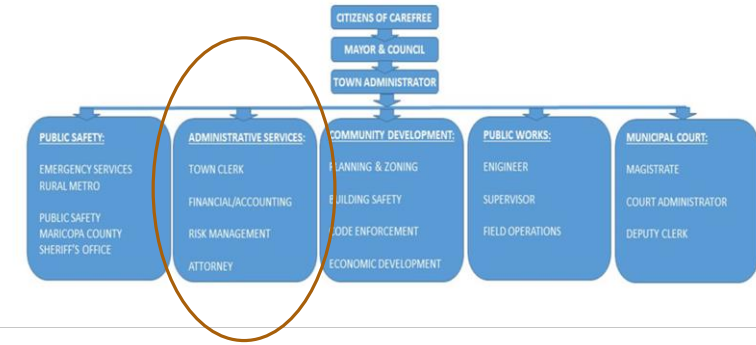 CITIZENS OF CAREFREE
MAYOR & COUNCIL
TOWN ADMINISTRATOR
PUBLIC SAFETY:
EMERGENCY SERVICES
RURAL METRO
PUBLIC SAFETY
MARICOPA COUNTY
SHERIFF'S OFFICE
ADMINISTRATIVE SERVICES:
TOWN CLERK
FINANCIAL/ACCOUNTING
RISK MANAGEMENT
ATTORNEY
COMMUNITY DEVELOPMENT:
PLANNING & ZONING
BUILDING SAFETY
CODE ENFORCEMENT
ECONOMIC DEVELOPMENT
PUBLIC WORKS:
ENIGINEER
SUPERVISOR
FIELD OPERATIONS
MUNICIPAL COURT:
MAGISTRATE
COURT ADMINISTRATOR
DEPUTY CLERK